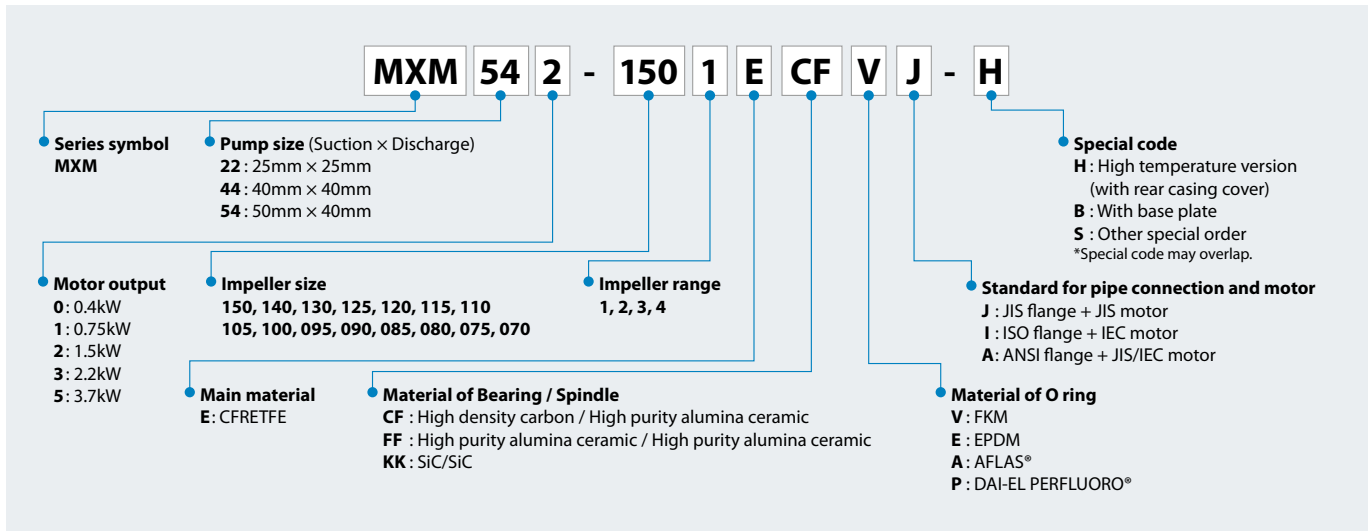 MXM 54 2 - 150 1 E CF V J - H
Series symbol
MXM
Pump size (Suction × Discharge)
22 : 25mm × 25mm
44 : 40mm × 40mm
54 : 50mm × 40mm
Special code
H : High temperature version
(with rear casing cover)
B : With base plate
S : Other special order
*Special code may overlap.
Motor output
0 : 0.4kW
1 : 0.75kW
2 : 1.5kW
3 : 2.2kW
5 : 3.7kW
Impeller size
150, 140, 130, 125, 120, 115, 110
105, 100, 095, 090, 085, 080, 075, 070
Impeller range
1, 2, 3, 4
Standard for pipe connection and motor
J : JIS flange + JIS motor
I : ISO flange + IEC motor
A : ANSI flange + JIS/IEC motor
Main material
E : CFRETFE
Material of Bearing / Spindle
CF : High density carbon / High purity alumina ceramic
FF : High purity alumina ceramic / High purity alumina ceramic
KK : SiC/SiC
Material of O ring
V : FKM
E : EPDM
A : AFLAS®
P : DAI-EL PERFLUORO®